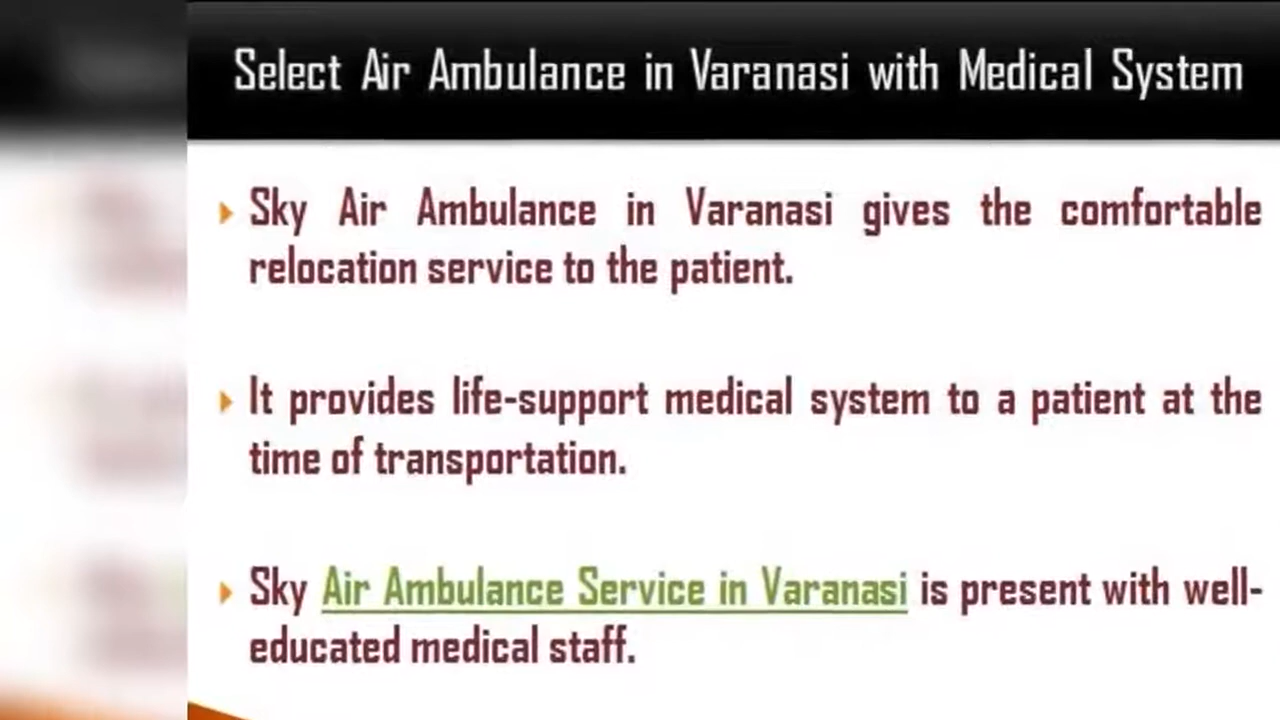 Select Air Ambulance in Varanasi with Medical System
Sky Air Ambulance in Varanasi gives the comfortable
relocation service to the patient.
It provides life-support medical system to a patient at the
time of transportation.
Sky Air Ambulance Service in Varanasi is present with well-
educated medical staff.